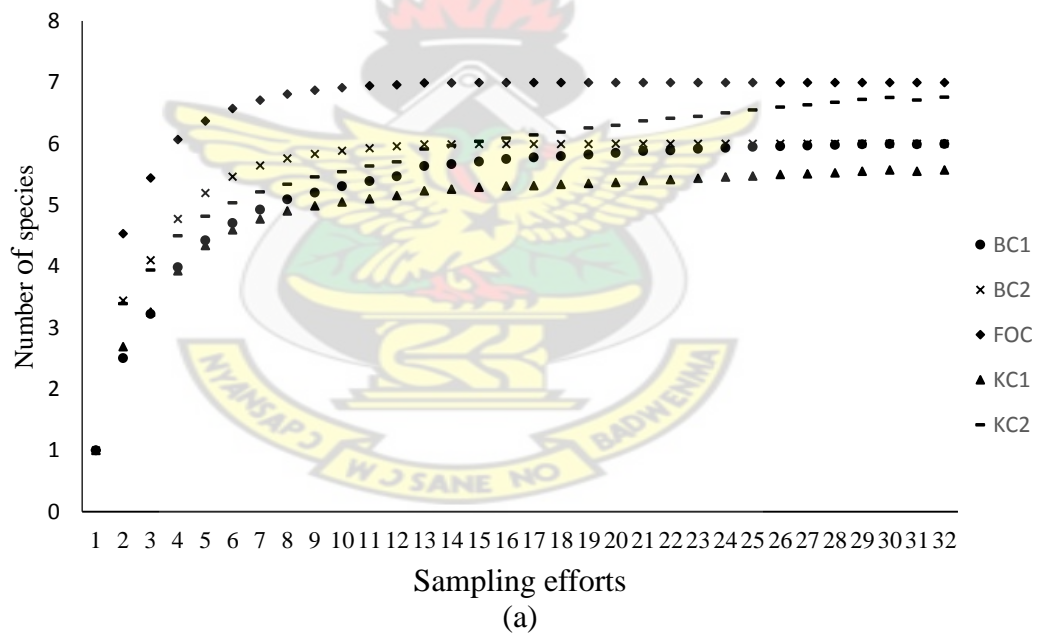 8
7
6
5
4
3
2
1
0
Number of species
1 2 3 4 5 6 7 8 9 10 11 12 13 14 15 16 17 18 19 20 21 22 23 24 25 26 27 28 29 30 31 32
Sampling efforts
(a)
BC1
BC2
FOC
KC1
KC2
NYANSAPƆ
WƆSANE NO
BADWENMA